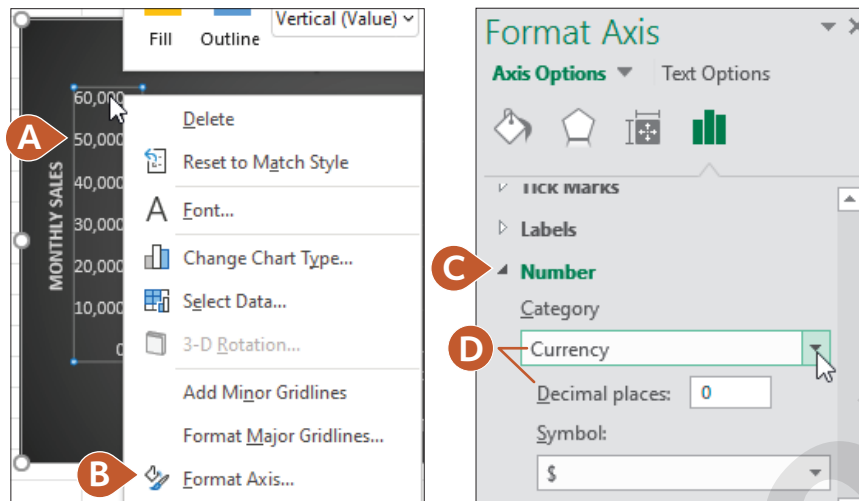 Fill
Outline
Vertical (Value)
MONTHLY SALES
60,000
50,000
40,000
30,000
20,000
10,000
0
A
Delete
Reset to Match Style
A
Font...
Change Chart Type...
Select Data...
3-D Rotation...
Add Minor Gridlines
Format Major Gridlines...
B
Format Axis...
Format Axis
Axis Options
Text Options
Tick Marks
Labels
C
Number
Category
D
Currency
Decimal places: 0
Symbol:
$